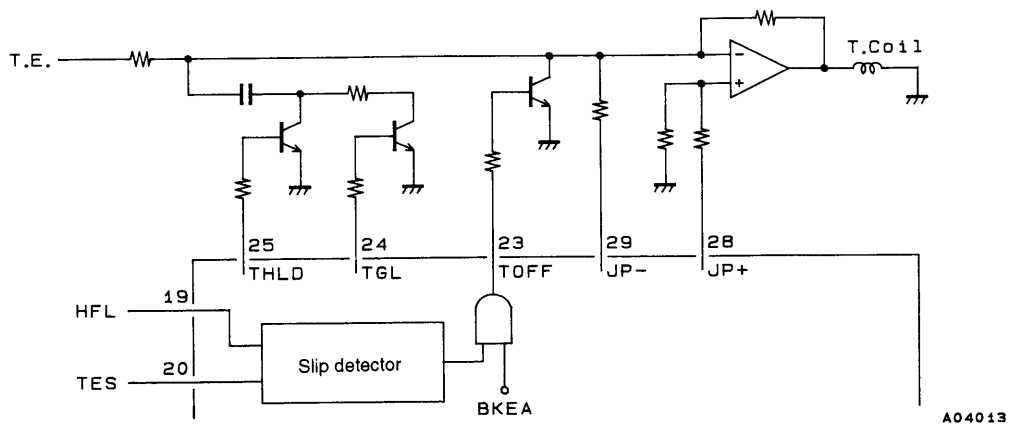 T.E.
T.Coil
−
+
25
24
23
29
28
THLD
TGL
TOFF
JP-
JP+
HFL
19
TES
20
Slip detector
BKEA
A04013